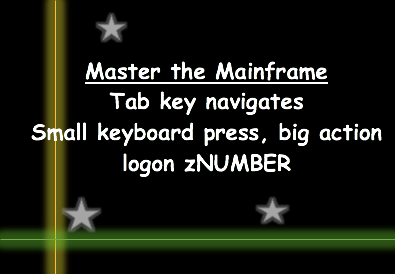 Master the Mainframe
Tab key navigates
Small keyboard press, big action
logon zNUMBER